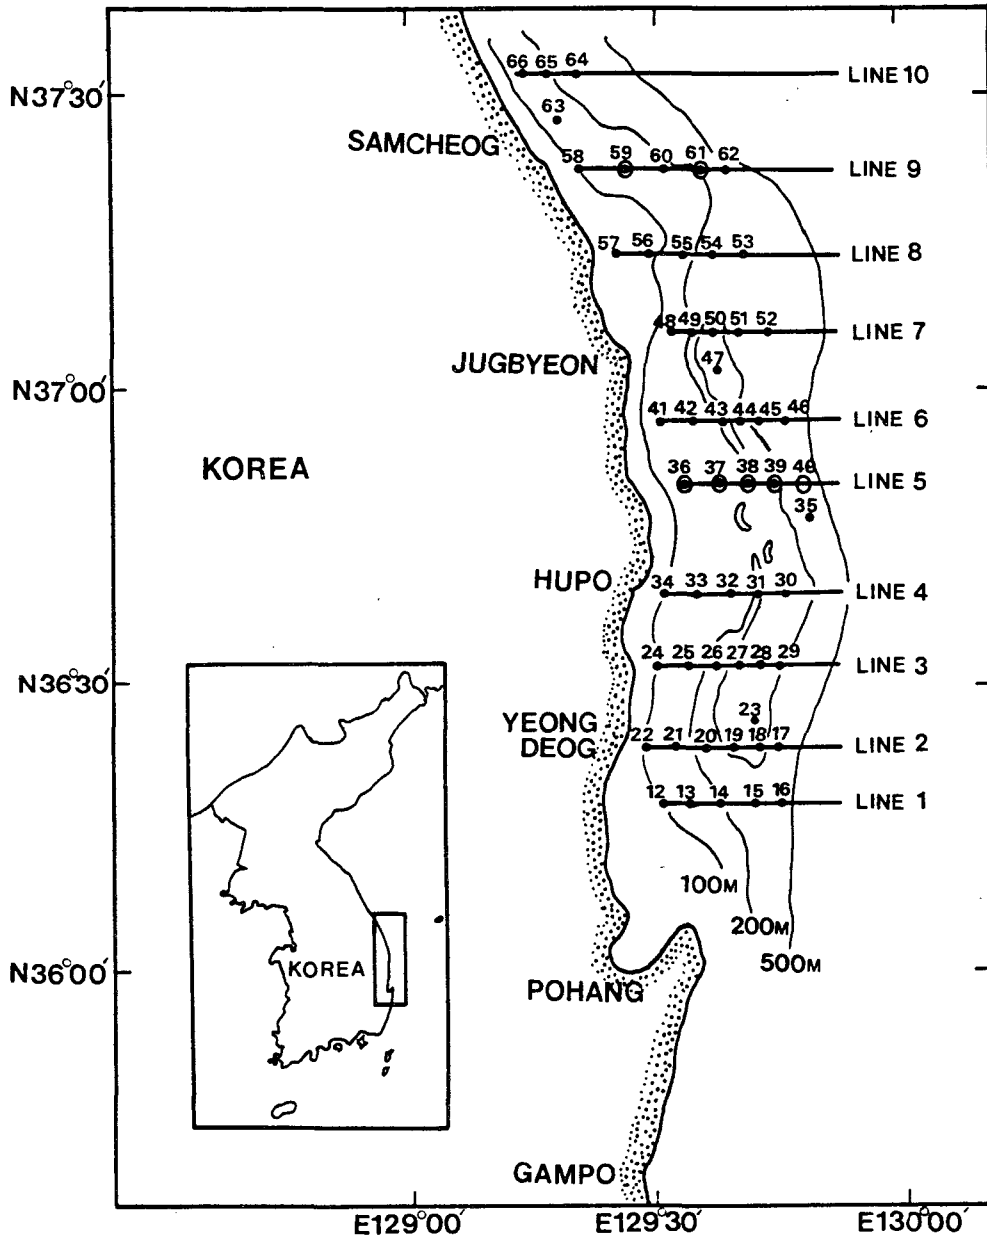 66 65 64 LINE 10
N37°30′
63
SAMCHEOG
58 59 60 61 62 LINE 9
57 56 55 54 53 LINE 8
48 49 50 51 52 LINE 7
JUGBYEON 47
N37°00′
41 42 43 44 45 46 LINE 6
KOREA
36 37 38 39 40 LINE 5
35
HUPO
34 33 32 31 30 LINE 4
24 25 26 27 28 29 LINE 3
N36°30′
YEONG
DEOG
23
22 21 20 19 18 17 LINE 2
12 13 14 15 16 LINE 1
100M
200M
500M
N36°00′
KOREA
POHANG
GAMPO
E129°00′ E129°30′ E130°00′